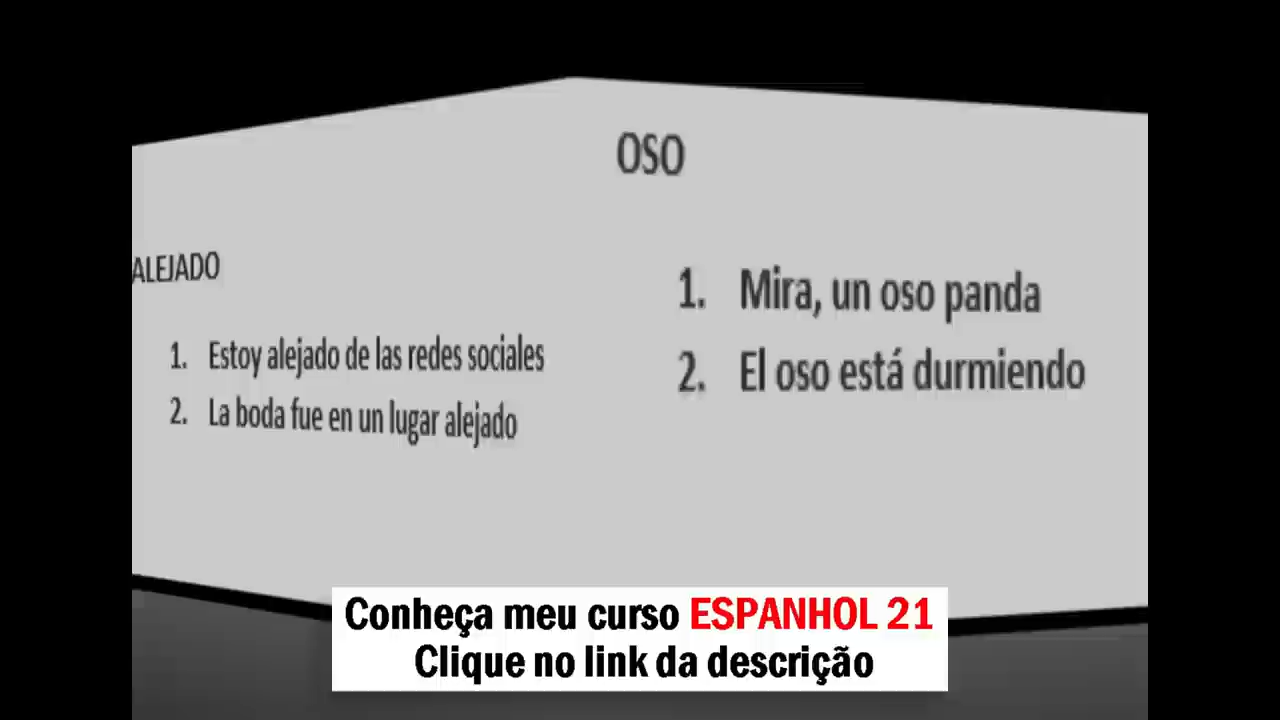 OSO
ALEJADO
1. Estoy alejado de las redes sociales
2. La boda fue en un lugar alejado
1. Mira, un oso panda
2. El oso está durmiendo
Conheça meu curso ESPANHOL 21
Clique no link da descrição